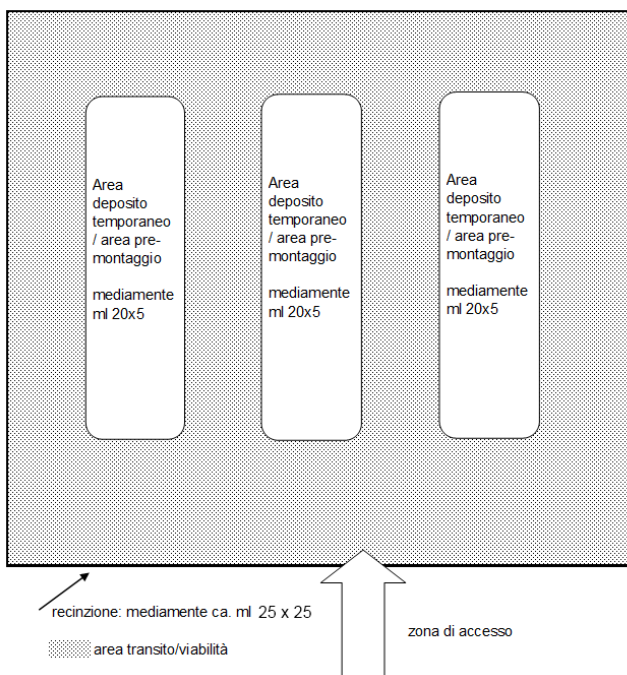 Area
deposito
temporaneo
/ area pre-
montaggio
mediamente
ml 20x5
Area
deposito
temporaneo
/ area pre-
montaggio
mediamente
ml 20x5
Area
deposito
temporaneo
/ area pre-
montaggio
mediamente
ml 20x5
recinzione: mediamente ca. ml 25 x 25
zona di accesso
area transito/viabilità